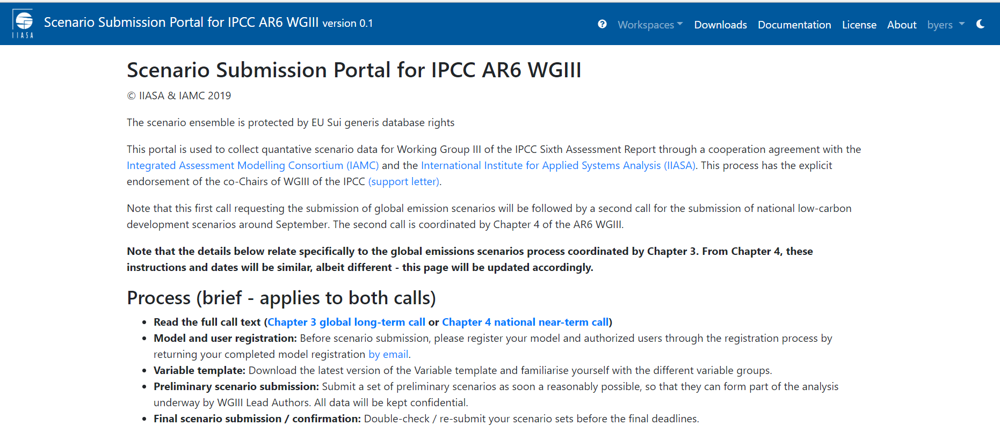 IIASA
Scenario Submission Portal for IPCC AR6 WGIII version 0.1
Workspaces Downloads Documentation License About byers
Scenario Submission Portal for IPCC AR6 WGIII
© IIASA & IAMC 2019
The scenario ensemble is protected by EU Sui generis database rights
This portal is used to collect quantative scenario data for Working Group III of the IPCC Sixth Assessment Report through a cooperation agreement with the
Integrated Assessment Modelling Consortium (IAMC) and the International Institute for Applied Systems Analysis (IIASA). This process has the explicit
endorsement of the co-Chairs of WGIII of the IPCC (support letter).
Note that this first call requesting the submission of global emission scenarios will be followed by a second call for the submission of national low-carbon
development scenarios around September. The second call is coordinated by Chapter 4 of the AR6 WGIII.
Note that the details below relate specifically to the global emissions scenarios process coordinated by Chapter 3. From Chapter 4, these
instructions and dates will be similar, albeit different - this page will be updated accordingly.
Process (brief - applies to both calls)
• Read the full call text (Chapter 3 global long-term call or Chapter 4 national near-term call)
• Model and user registration: Before scenario submission, please register your model and authorized users through the registration process by
returning your completed model registration by email.
• Variable template: Download the latest version of the Variable template and familiarise yourself with the different variable groups.
• Preliminary scenario submission: Submit a set of preliminary scenarios as soon a reasonably possible, so that they can form part of the analysis
underway by WGIII Lead Authors. All data will be kept confidential.
• Final scenario submission / confirmation: Double-check / re-submit your scenario sets before the final deadlines.